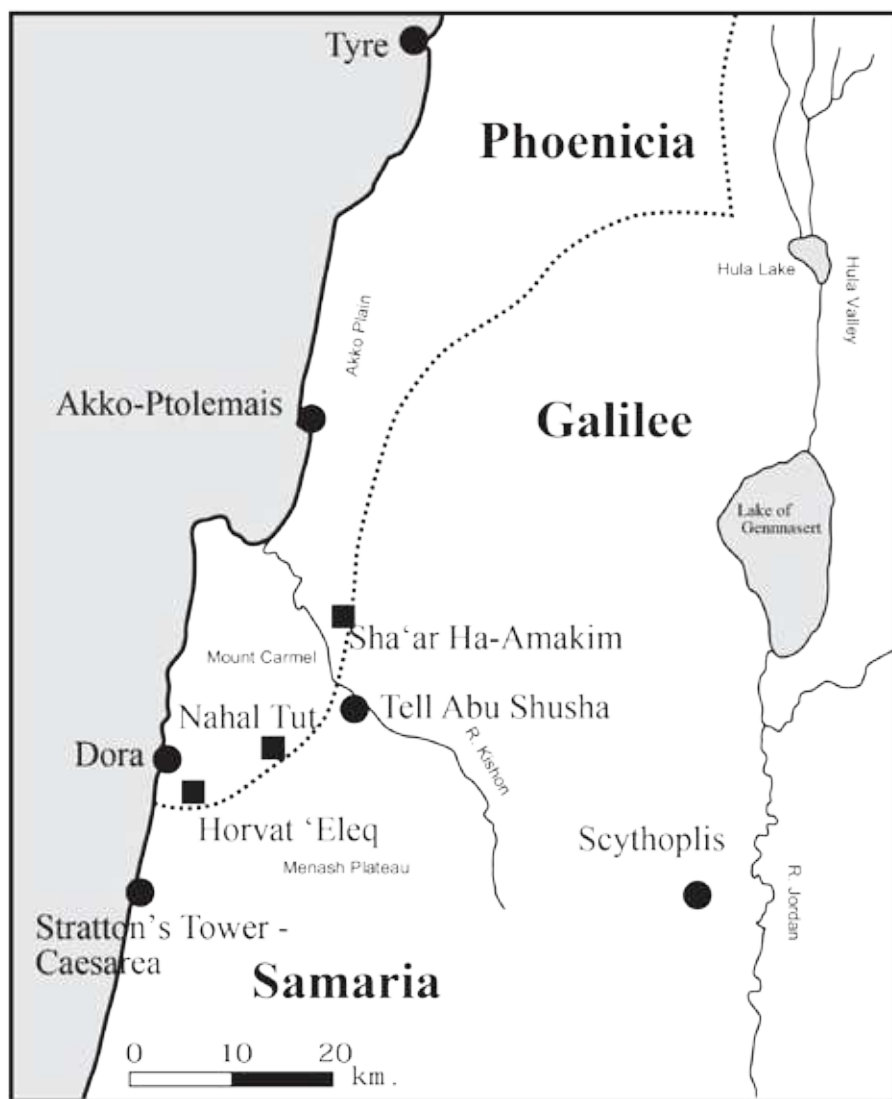 Tyre
Phoenicia
Hula Lake
Hula Valley
Akko Plain
Akko-Ptolemais
Galilee
Lake of
Gennnasert
Sha‘ar Ha-Amakim
Mount Carmel
Tell Abu Shusha
Nahal Tut
R. Kishon
Dora
Horvat ‘Eleq
Menash Plateau
Scythoplis
R. Jordan
Stratton’s Tower -
Caesarea
Samaria
0 10 20
km.